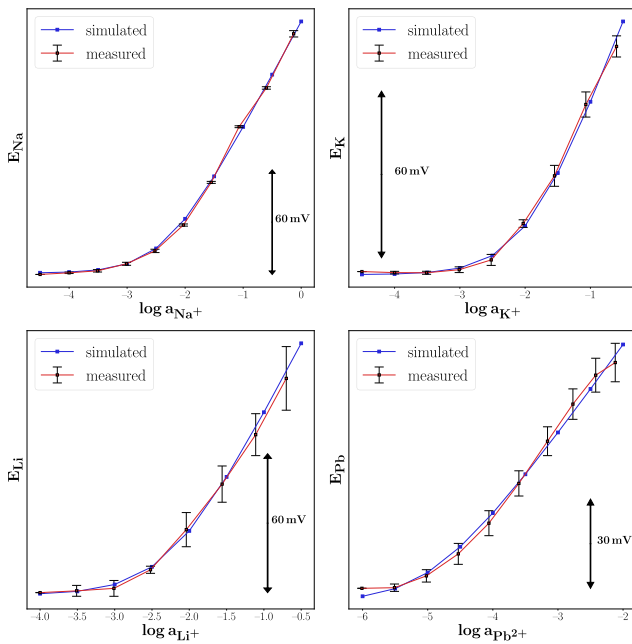 simulated
measured
60 mV
E_Na
−4 −3 −2 −1 0
log a_Na+
simulated
measured
60 mV
E_K
−4 −3 −2 −1
log a_K+
simulated
measured
60 mV
E_Li
−4.0 −3.5 −3.0 −2.5 −2.0 −1.5 −1.0 −0.5
log a_Li+
simulated
measured
30 mV
E_Pb
−6 −5 −4 −3 −2
log a_Pb2+